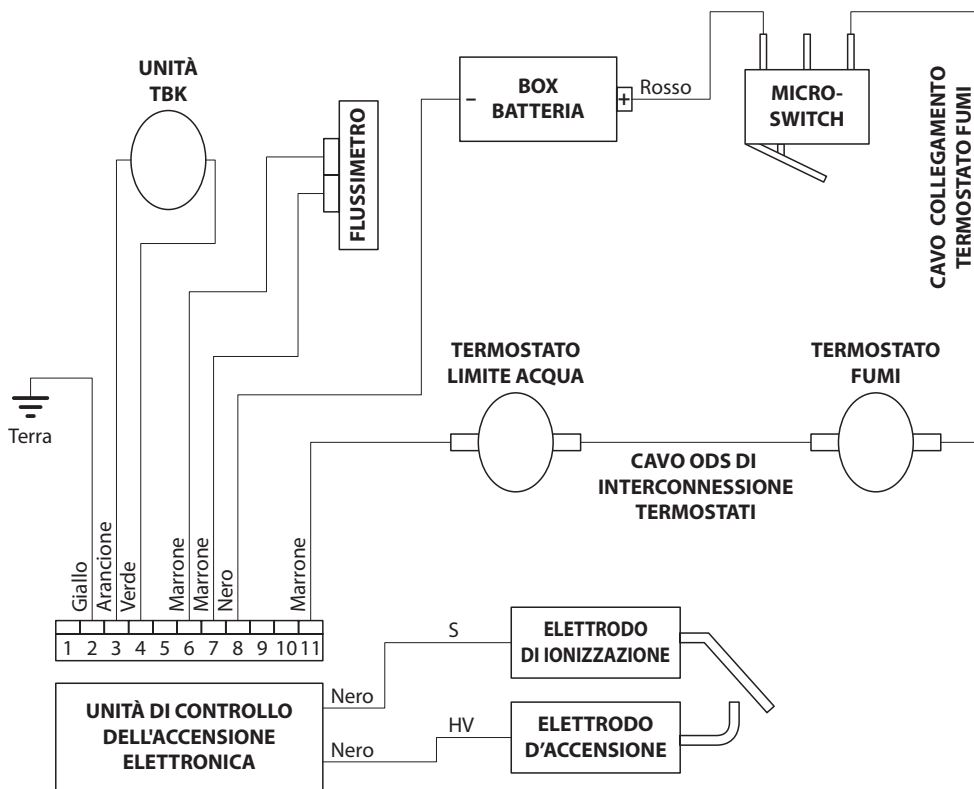 UNITÀ
TBK
FLUSSIMETRO
BOX
BATTERIA
-
+
Rosso
MICRO-
SWITCH
CAVO COLLEGAMENTO
TERMOSTATO FUMI
TERMOSTATO
LIMITE ACQUA
TERMOSTATO
FUMI
CAVO ODS DI
INTERCONNESSIONE
TERMOSTATI
Terra
Giallo
Arancione
Verde
Marrone
Marrone
Nero
Marrone
1 2 3 4 5 6 7 8 9 10 11
UNITÀ DI CONTROLLO
DELL'ACCENSIONE
ELETTRONICA
Nero
S
ELETTRODO
DI IONIZZAZIONE
Nero
HV
ELETTRODO
D’ACCENSIONE